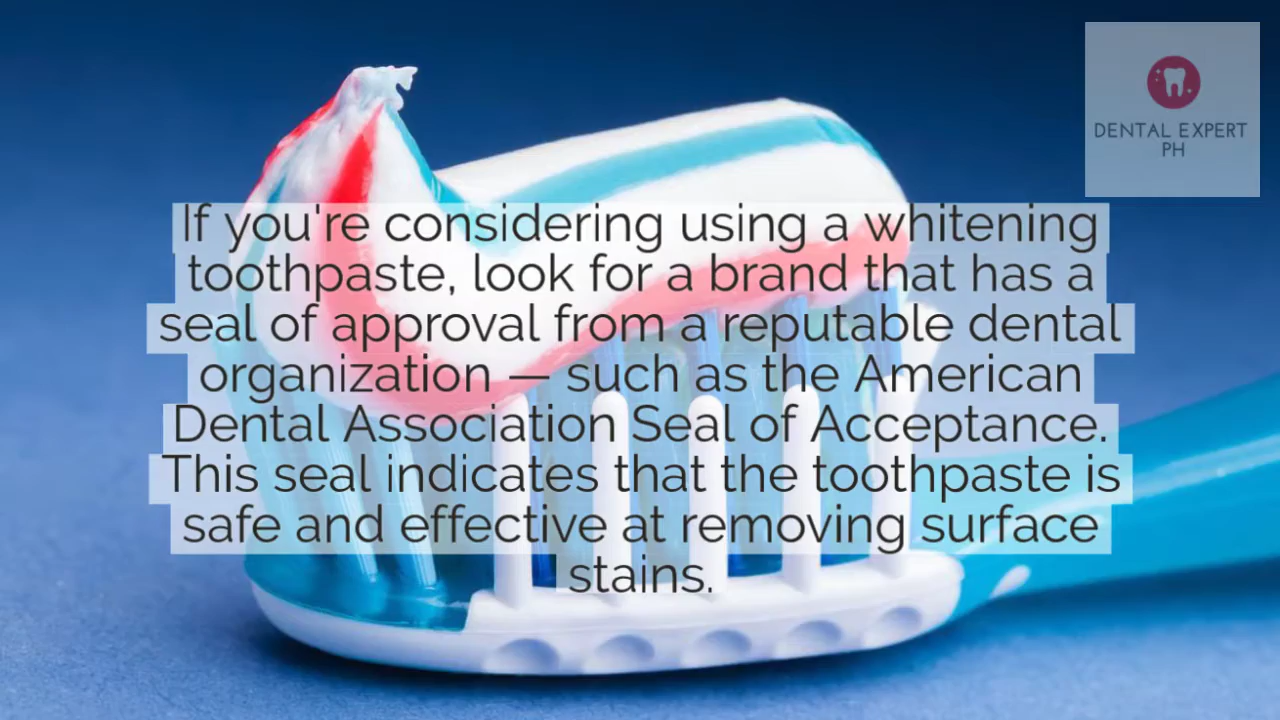 DENTAL EXPERT
PH
If you're considering using a whitening
toothpaste, look for a brand that has a
seal of approval from a reputable dental
organization — such as the American
Dental Association Seal of Acceptance.
This seal indicates that the toothpaste is
safe and effective at removing surface
stains.